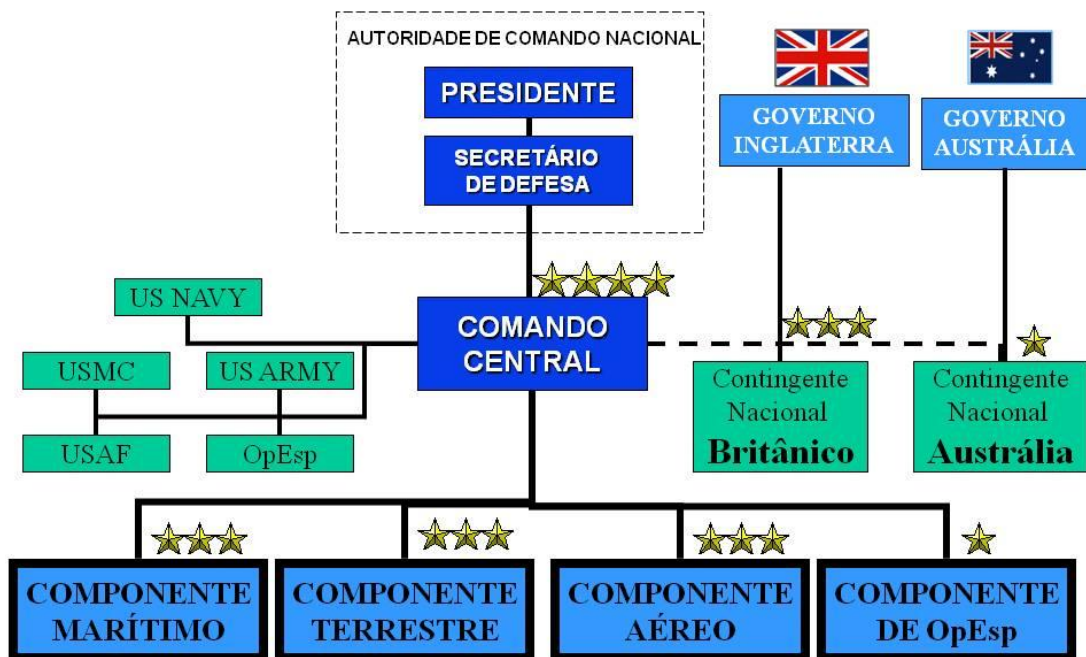 AUTORIDADE DE COMANDO NACIONAL
PRESIDENTE
SECRETÁRIO
DE DEFESA
GOVERNO
INGLATERRA
GOVERNO
AUSTRÁLIA
US NAVY
USMC
US ARMY
USAF
OpEsp
COMANDO
CENTRAL
Contingente
Nacional
Britânico
Contingente
Nacional
Austrália
COMPONENTE
MARÍTIMO
COMPONENTE
TERRESTRE
COMPONENTE
AÉREO
COMPONENTE
DE OpEsp